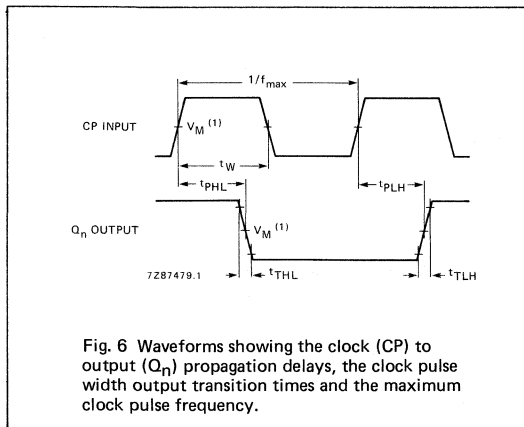 1/fmax
CP INPUT
VM (1)
tW
tPHL
tPLH
Qn OUTPUT
VM (1)
7Z87479.1
tTHL
tTLH
Fig. 6 Waveforms showing the clock (CP) to
output (Qn) propagation delays, the clock pulse
width output transition times and the maximum
clock pulse frequency.